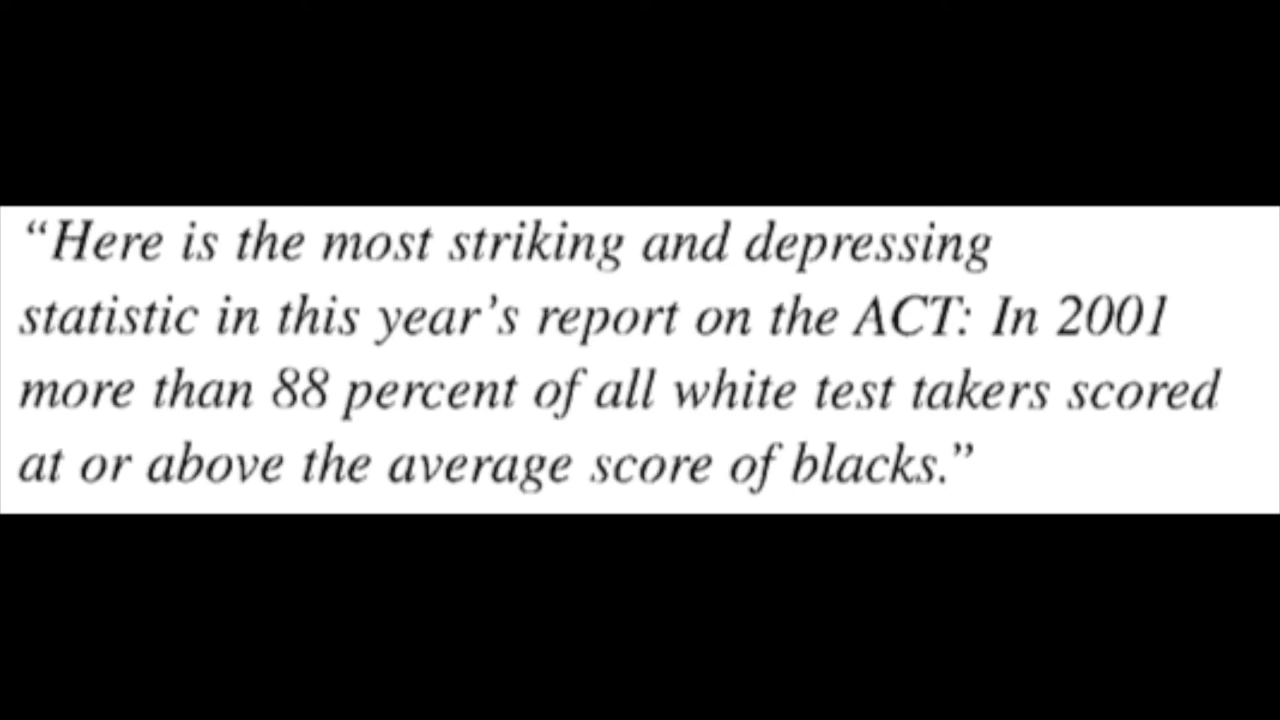 “Here is the most striking and depressing
statistic in this year’s report on the ACT: In 2001
more than 88 percent of all white test takers scored
at or above the average score of blacks.”